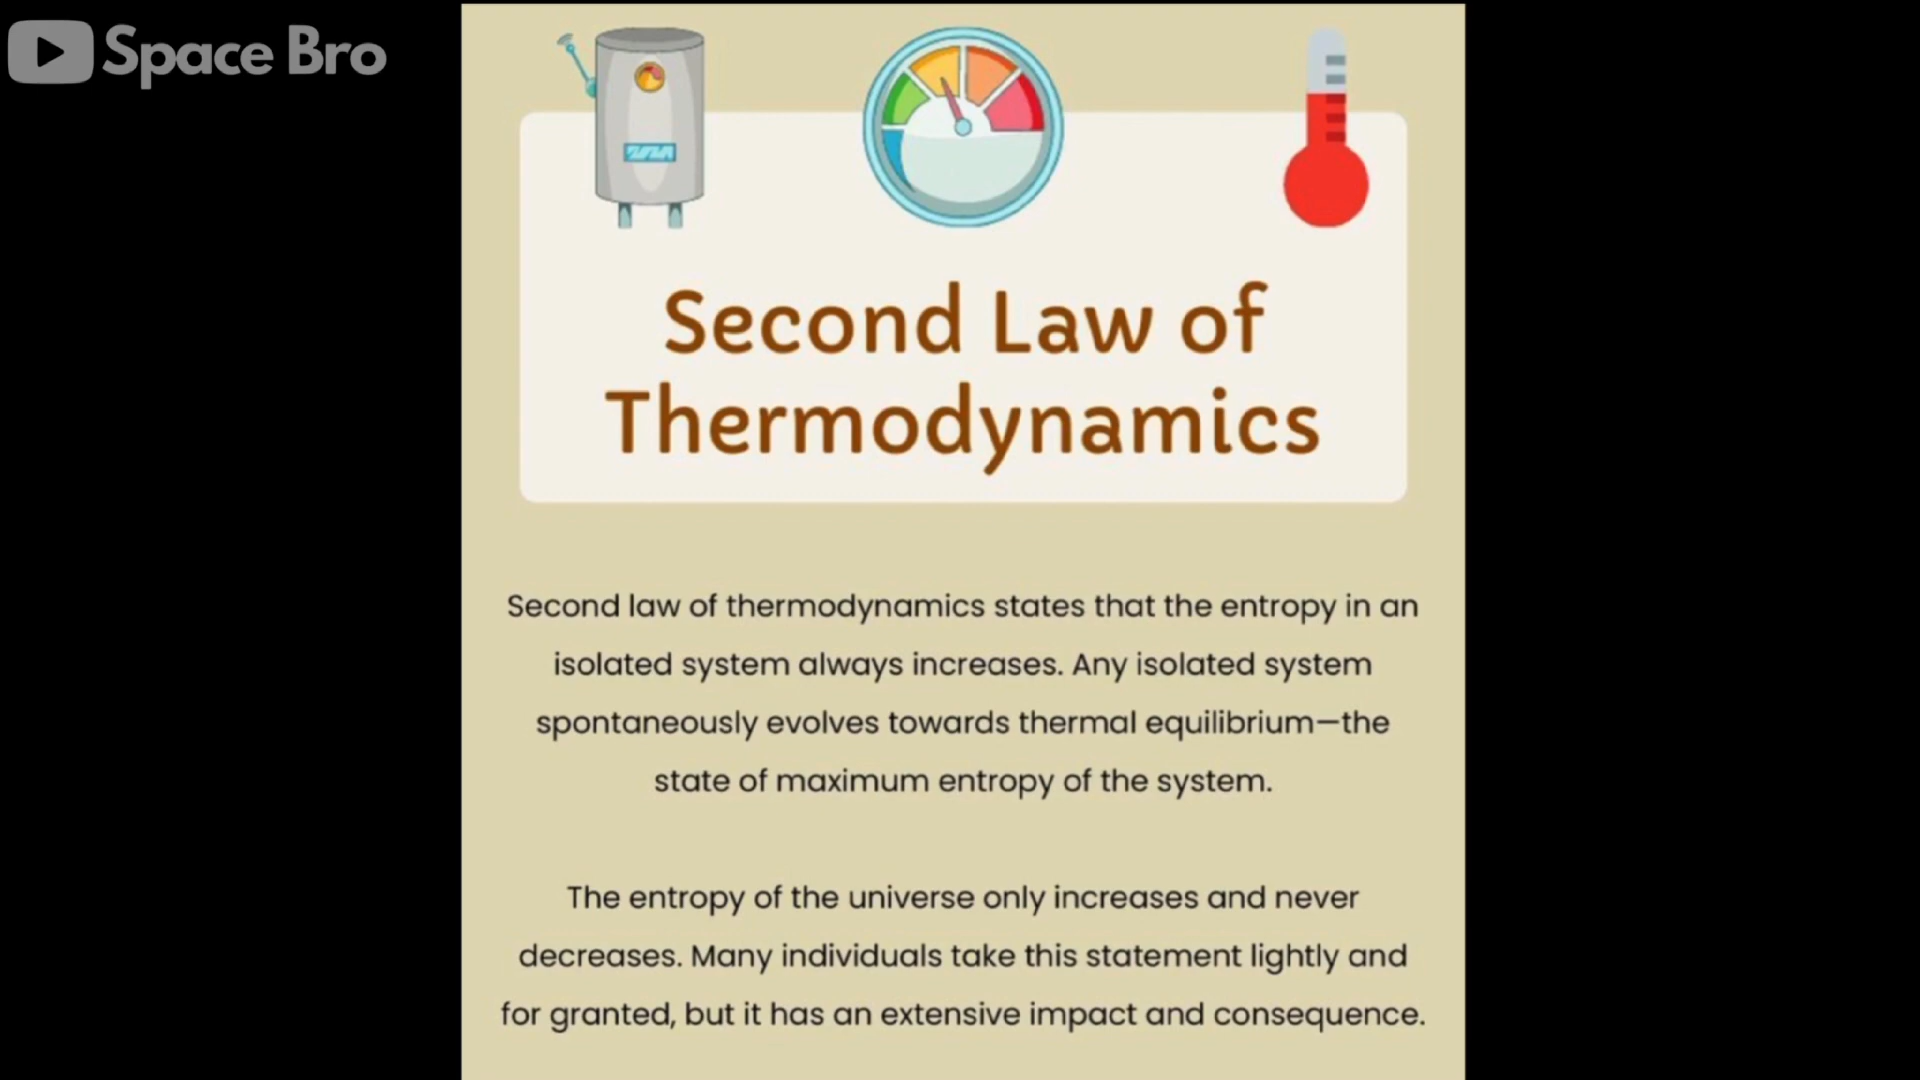 Space Bro
Second Law of
Thermodynamics
Second law of thermodynamics states that the entropy in an
isolated system always increases. Any isolated system
spontaneously evolves towards thermal equilibrium—the
state of maximum entropy of the system.
The entropy of the universe only increases and never
decreases. Many individuals take this statement lightly and
for granted, but it has an extensive impact and consequence.